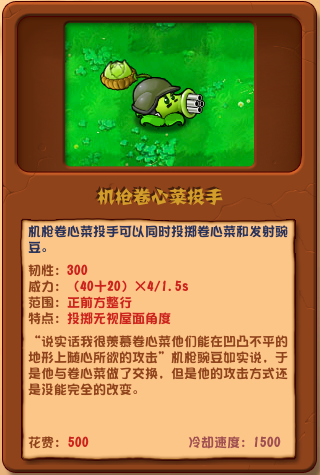 机枪卷心菜投手
机枪卷心菜投手可以同时投掷卷心菜和发射豌
豆。
韧性：300
威力：（40＋20）×4/1.5s
范围：正前方整行
特点：投掷无视屋面角度
“说实话我很羡慕卷心菜他们能在凹凸不平的
地形上随心所欲的攻击”机枪豌豆如实说，于
是他与卷心菜做了交换，但是他的攻击方式还
是没能完全的改变。
花费：500
冷却速度：1500